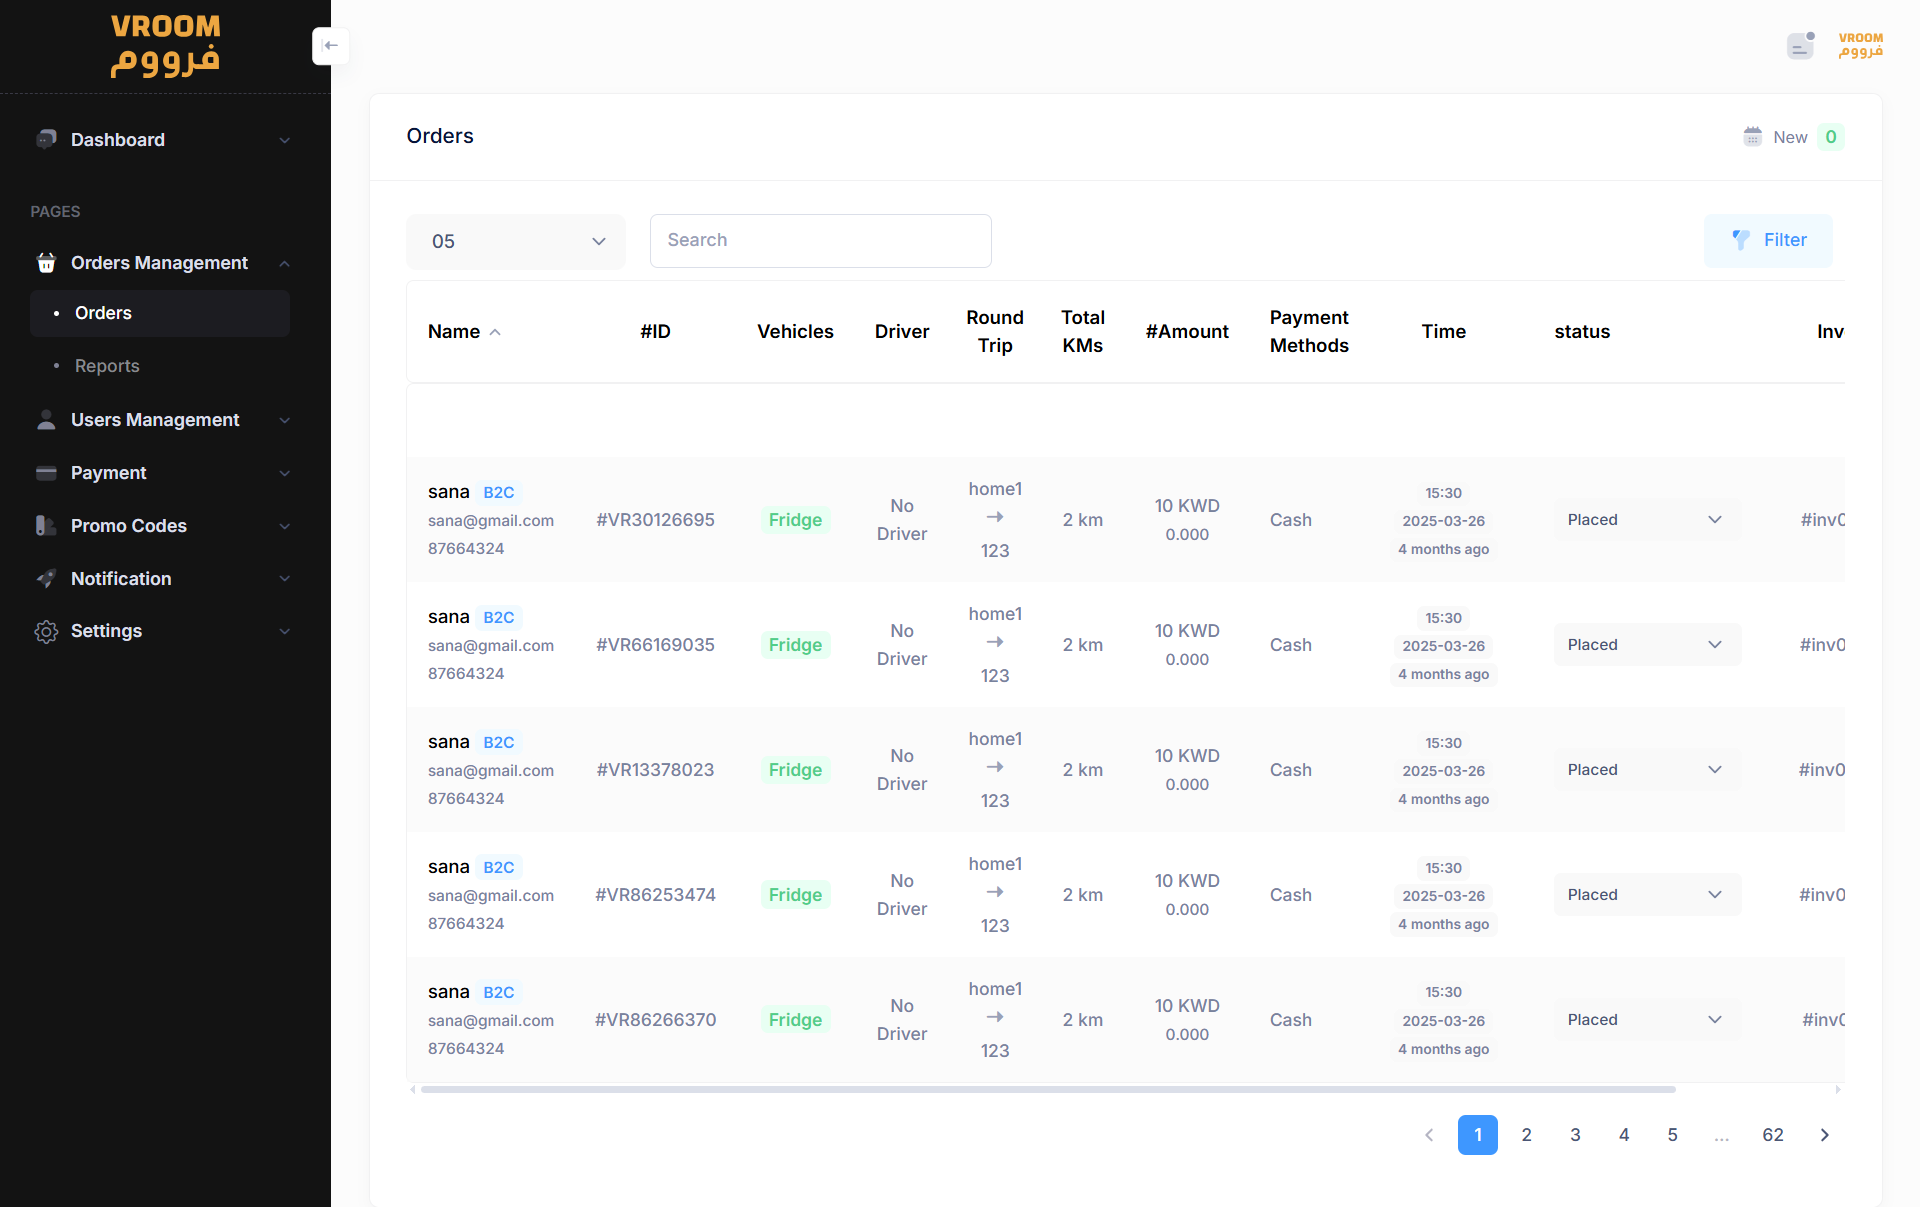 VROOM
فرووم
VROOM
فرووم
Dashboard
PAGES
Orders Management
Orders
Reports
Users Management
Payment
Promo Codes
Notification
Settings
Orders
New 0
05
Search
Filter
Name #ID Vehicles Driver Round Trip Total KMs #Amount Payment Methods Time status Inv
sana B2C
sana@gmail.com
87664324
#VR30126695
Fridge
No Driver
home1
→
123
2 km
10 KWD
0.000
Cash
15:30
2025-03-26
4 months ago
Placed
#inv0
sana B2C
sana@gmail.com
87664324
#VR66169035
Fridge
No Driver
home1
→
123
2 km
10 KWD
0.000
Cash
15:30
2025-03-26
4 months ago
Placed
#inv0
sana B2C
sana@gmail.com
87664324
#VR13378023
Fridge
No Driver
home1
→
123
2 km
10 KWD
0.000
Cash
15:30
2025-03-26
4 months ago
Placed
#inv0
sana B2C
sana@gmail.com
87664324
#VR86253474
Fridge
No Driver
home1
→
123
2 km
10 KWD
0.000
Cash
15:30
2025-03-26
4 months ago
Placed
#inv0
sana B2C
sana@gmail.com
87664324
#VR86266370
Fridge
No Driver
home1
→
123
2 km
10 KWD
0.000
Cash
15:30
2025-03-26
4 months ago
Placed
#inv0
1 2 3 4 5 ... 62